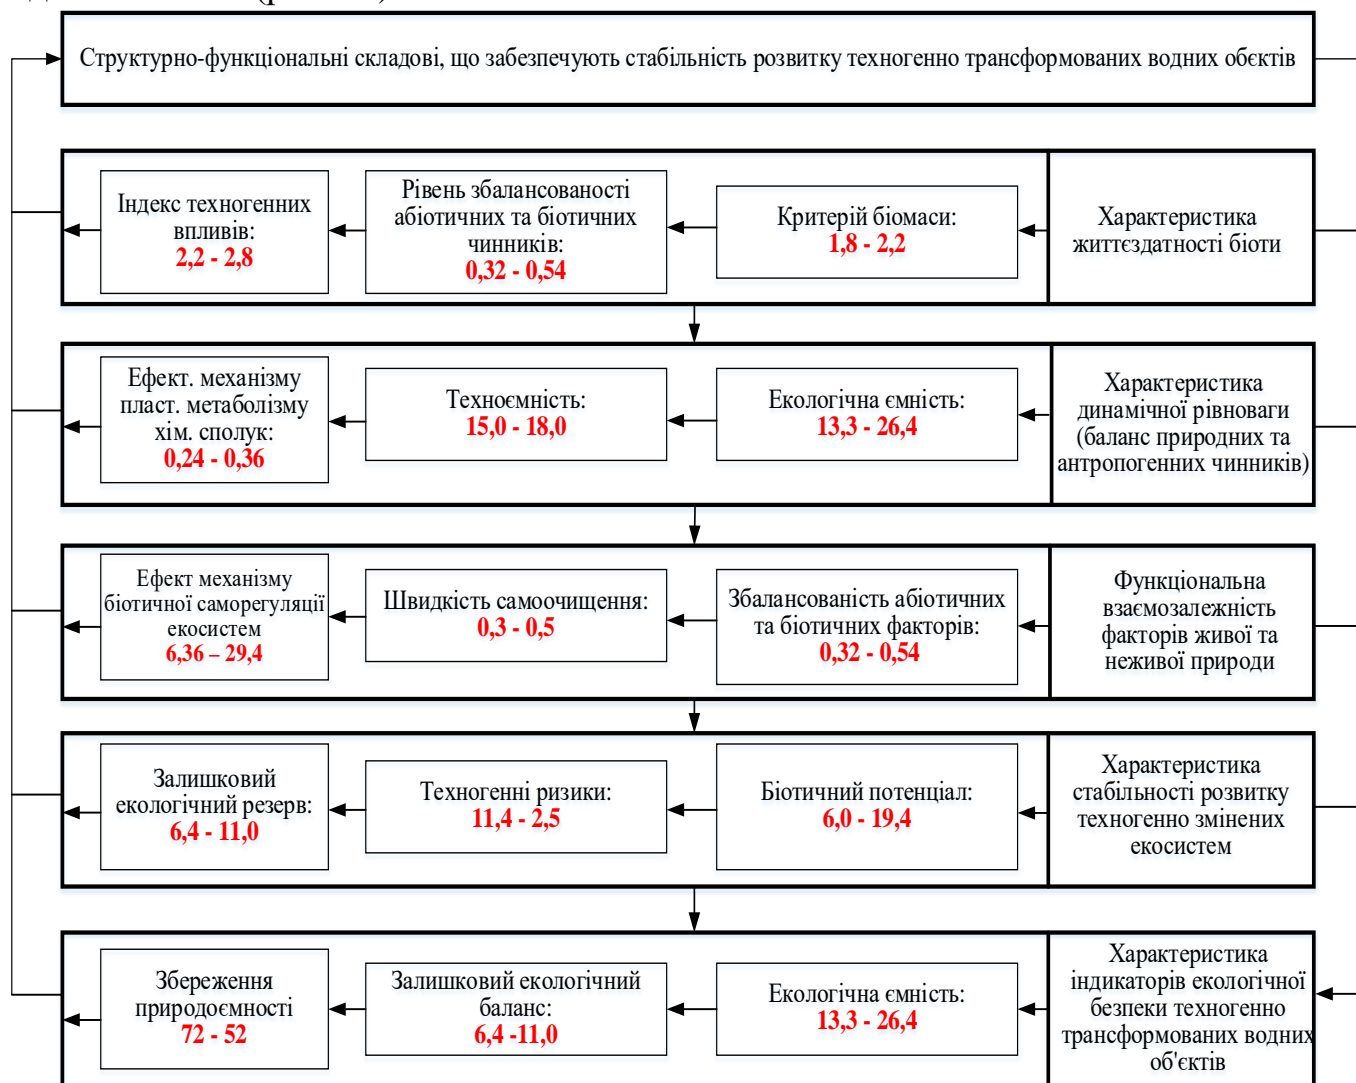 Структурно-функціональні складові, що забезпечують стабільність розвитку техногенно трансформованих водних обєктів
Індекс техногенних
впливів:
2,2 - 2,8
Рівень збалансованості
абіотичних та біотичних
чинників:
0,32 - 0,54
Критерій біомаси:
1,8 - 2,2
Характеристика
життєздатності біоти
Ефект. механізму
пласт. метаболізму
хім. сполук:
0,24 - 0,36
Техноємність:
15,0 - 18,0
Екологічна ємність:
13,3 - 26,4
Характеристика
динамічної рівноваги
(баланс природних та
антропогенних чинників)
Ефект механізму
біотичної саморегуляції
екосистем
6,36 – 29,4
Швидкість самоочищення:
0,3 - 0,5
Збалансованість абіотичних
та біотичних факторів:
0,32 - 0,54
Функціональна
взаємозалежність
факторів живої та
неживої природи
Залишковий
екологічний резерв:
6,4 - 11,0
Техногенні ризики:
11,4 - 2,5
Біотичний потенціал:
6,0 - 19,4
Характеристика
стабільності розвитку
техногенно змінених
екосистем
Збереження
природоємності
72 - 52
Залишковий екологічний
баланс:
6,4 -11,0
Екологічна ємність:
13,3 - 26,4
Характеристика
індикаторів екологічної
безпеки техногенно
трансформованих водних
об'єктів